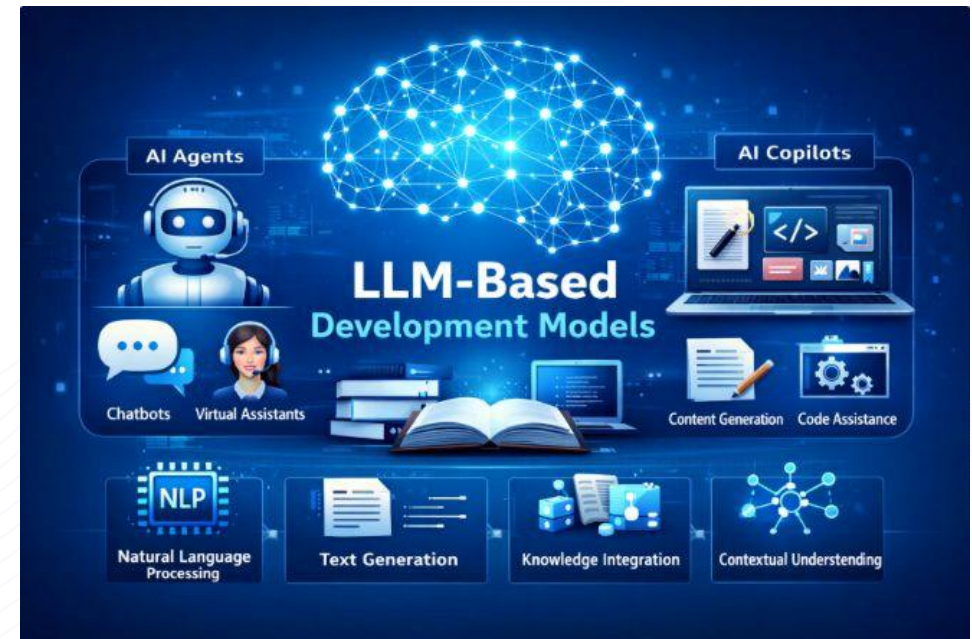 AI Agents
AI Copilots
</>
LLM-Based
Development Models
Chatbots
Virtual Assistants
Content Generation
Code Assistance
NLP
Natural Language
Processing
Text Generation
Knowledge Integration
Contextual Understending